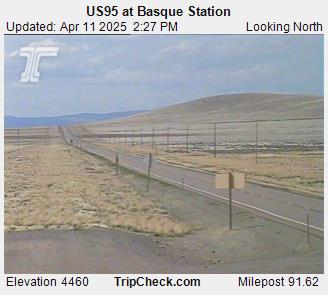 US95 at Basque Station
Updated: Apr 11 2025 2:27 PM Looking North
Elevation 4460 TripCheck.com Milepost 91.62